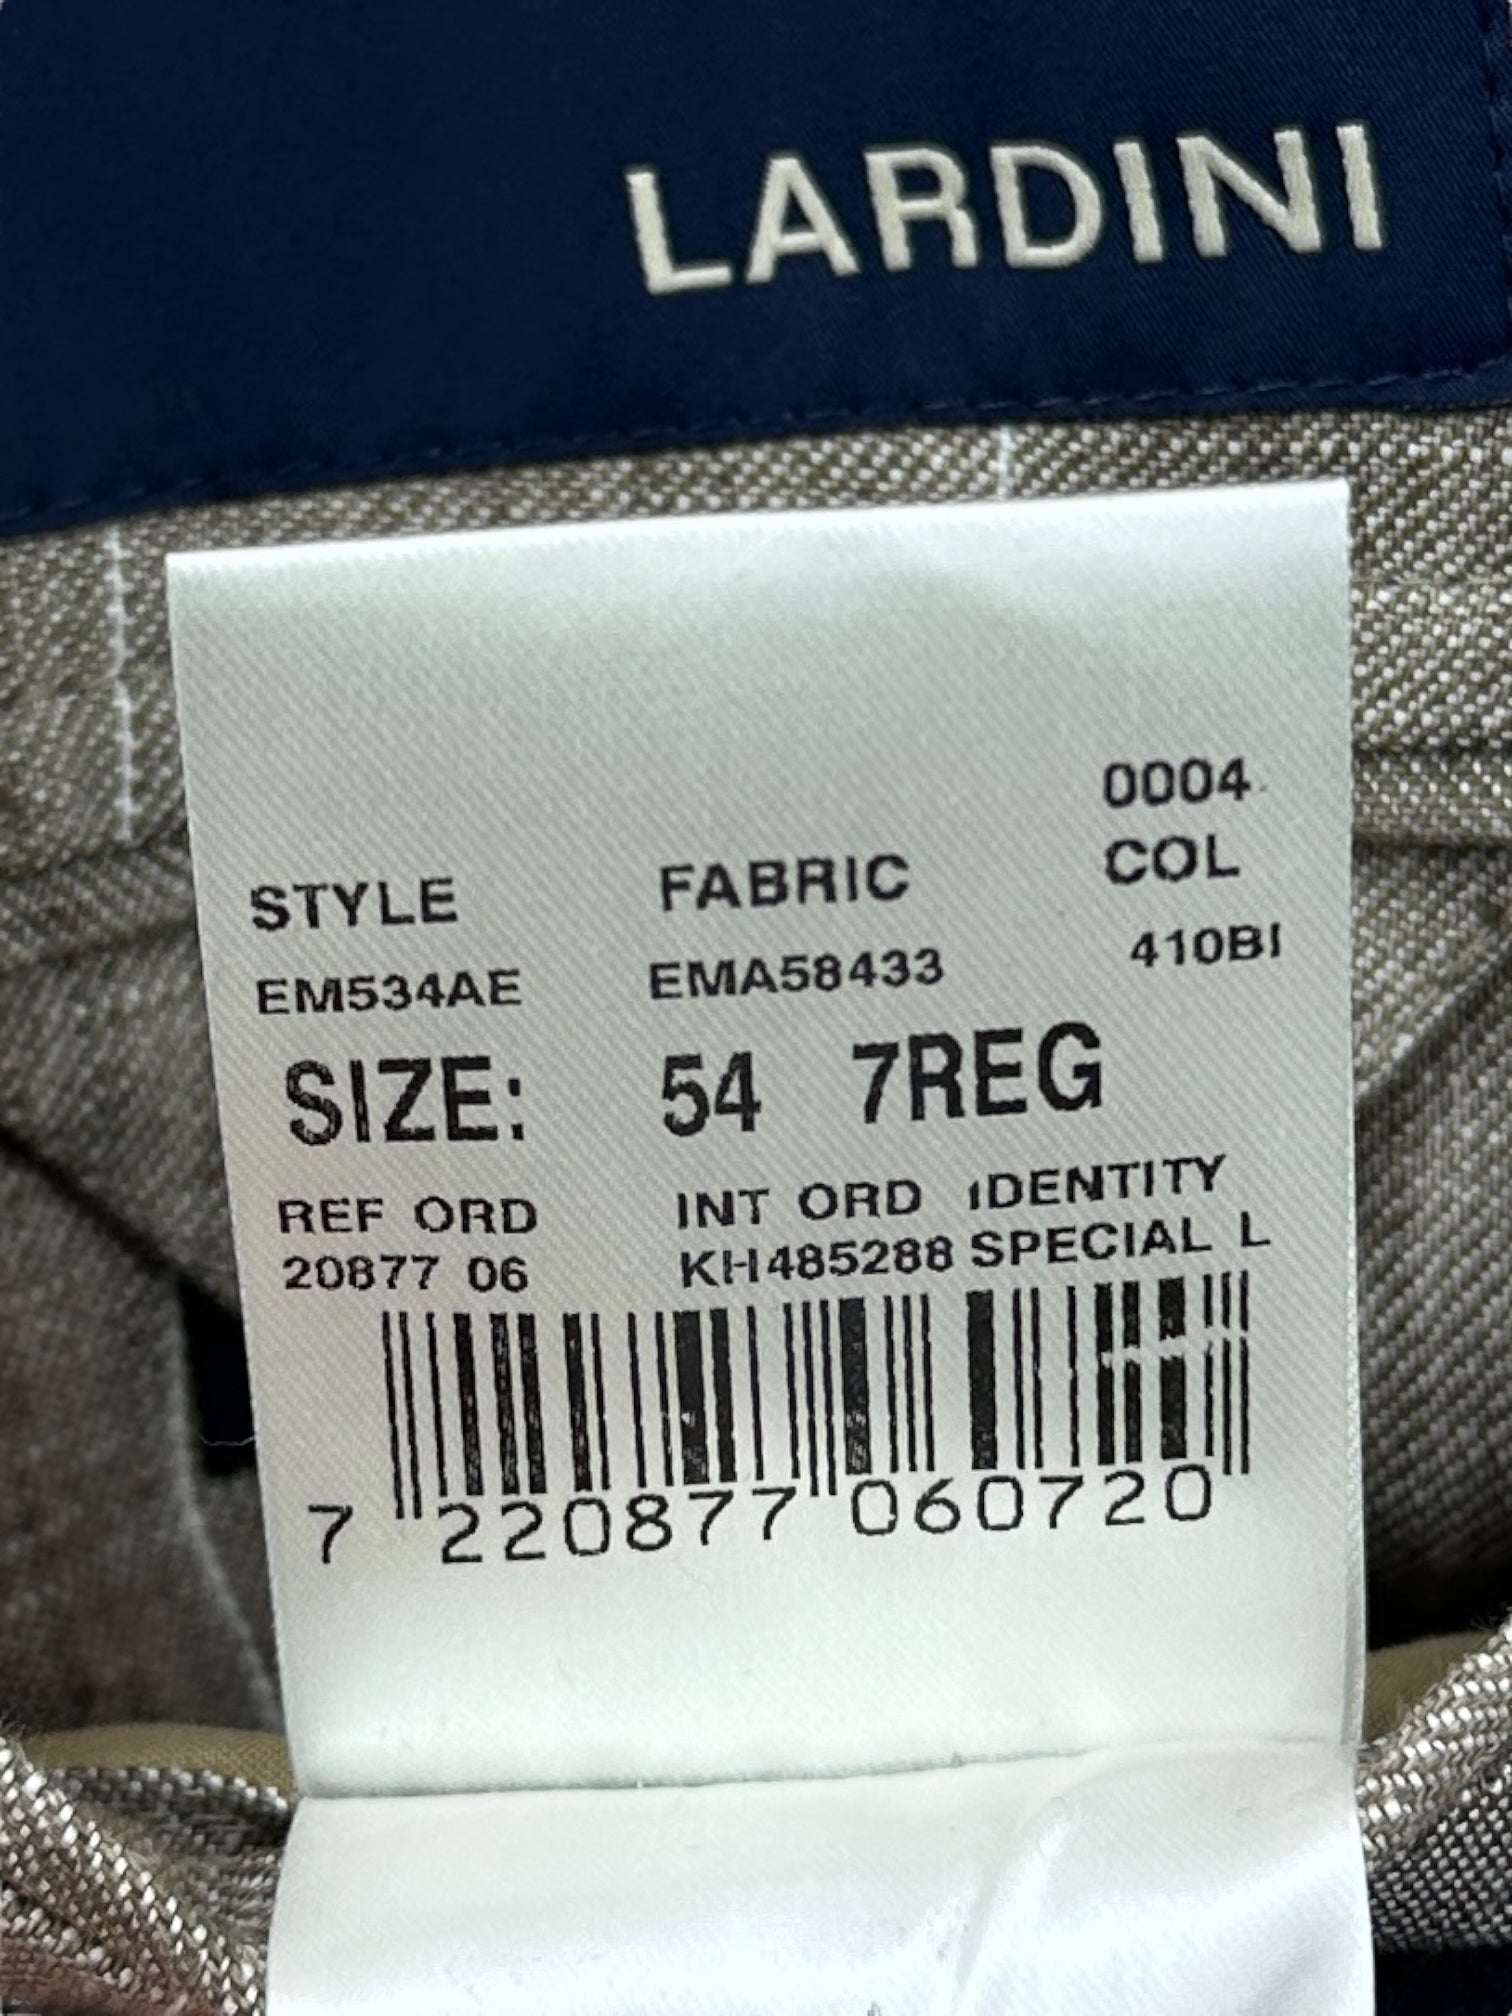 LARDINI
0004
STYLE FABRIC COL
EM534AE EMA58433 410BI
SIZE: 54 7REG
REF ORD INT ORD IDENTITY
20877 06 KH485288 SPECIAL L
7 220877 060720